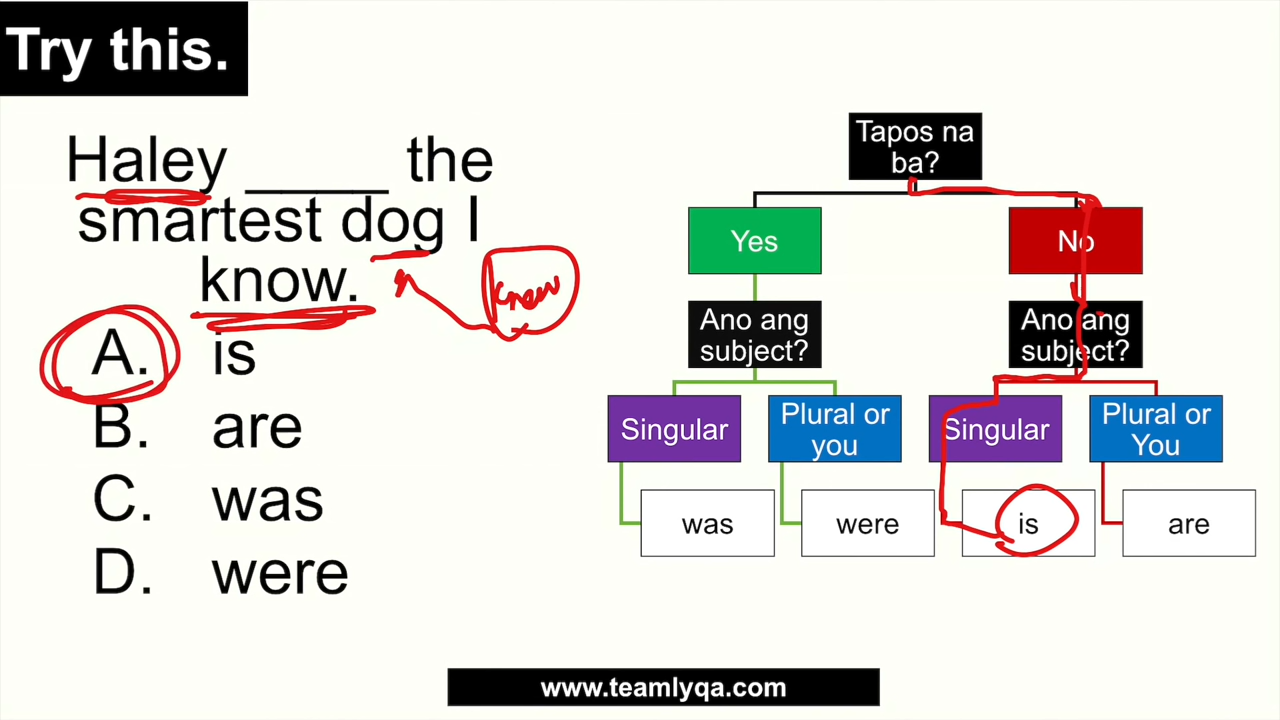 Try this.
Haley _____ the
smartest dog I
know.
knew
A. is
B. are
C. was
D. were
Tapos na
ba?
Yes
No
Ano ang
subject?
Ano ang
subject?
Singular
Plural or
you
Singular
Plural or
You
was
were
is
are
www.teamlyqa.com